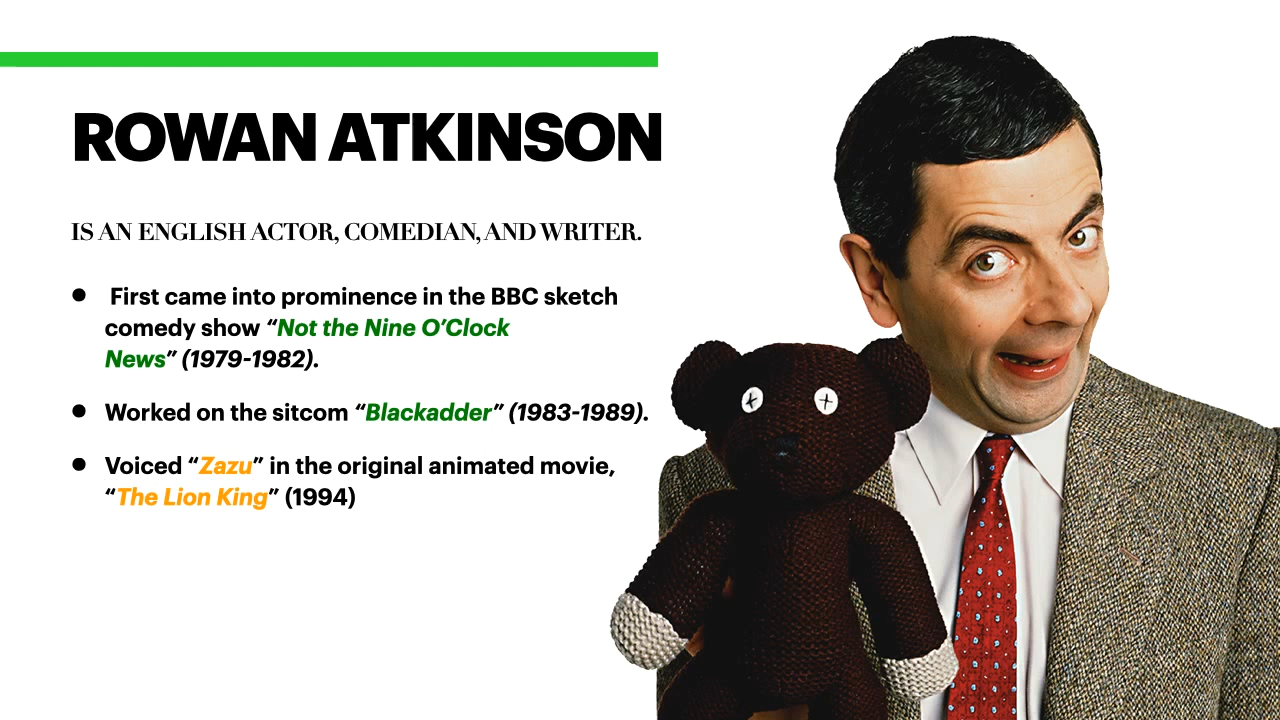 ROWAN ATKINSON
IS AN ENGLISH ACTOR, COMEDIAN, AND WRITER.
● First came into prominence in the BBC sketch
comedy show “Not the Nine O’Clock
News” (1979-1982).
● Worked on the sitcom “Blackadder” (1983-1989).
● Voiced “Zazu” in the original animated movie,
“The Lion King” (1994)